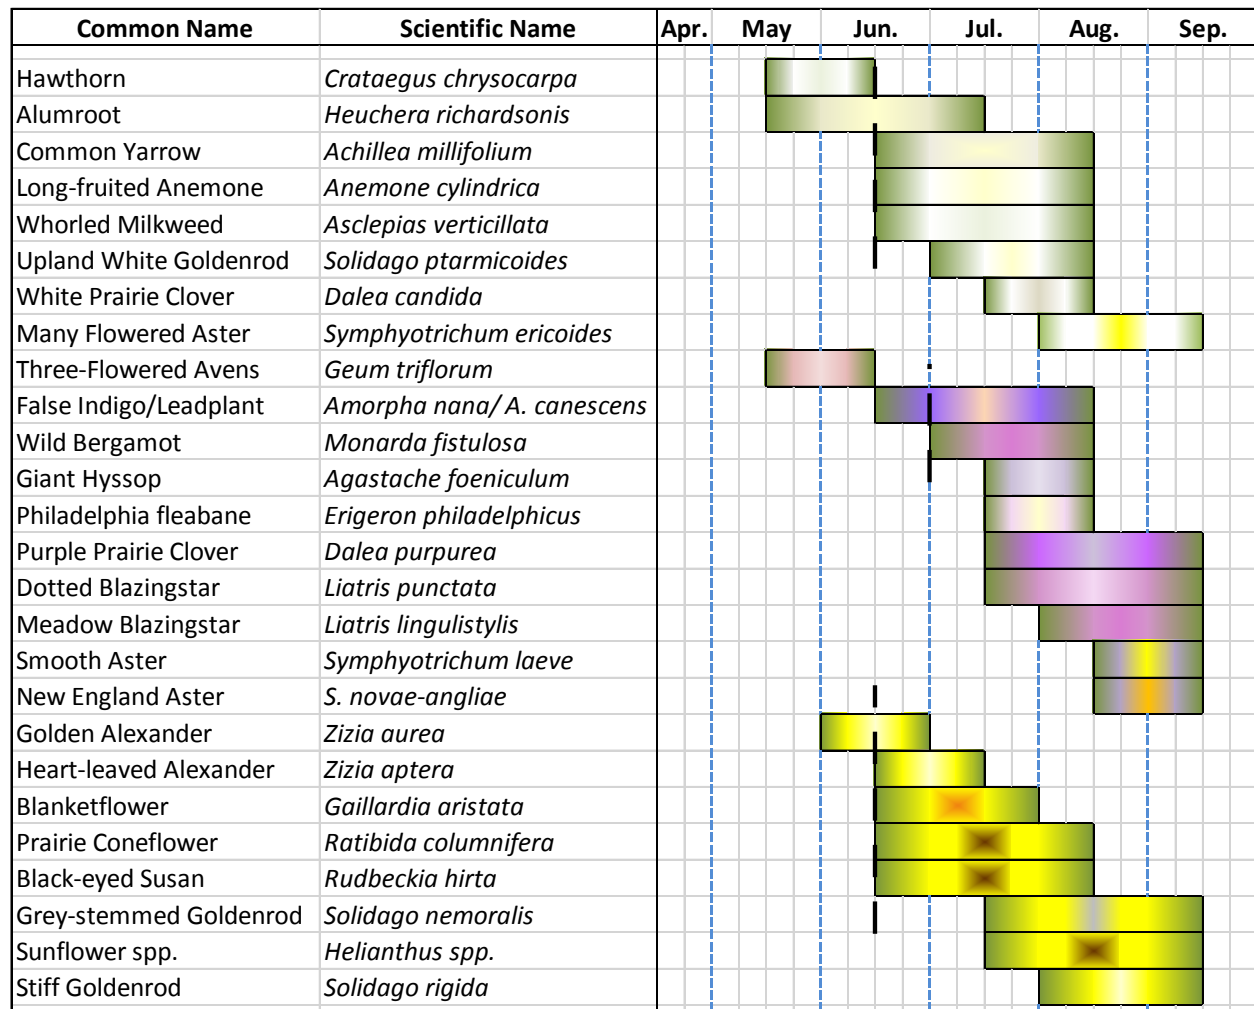 Common Name Scientific Name Apr. May Jun. Jul. Aug. Sep.
Hawthorn Crataegus chrysocarpa
Alumroot Heuchera richardsonis
Common Yarrow Achillea millifolium
Long-fruited Anemone Anemone cylindrica
Whorled Milkweed Asclepias verticillata
Upland White Goldenrod Solidago ptarmicoides
White Prairie Clover Dalea candida
Many Flowered Aster Symphyotrichum ericoides
Three-Flowered Avens Geum triflorum
False Indigo/Leadplant Amorpha nana/ A. canescens
Wild Bergamot Monarda fistulosa
Giant Hyssop Agastache foeniculum
Philadelphia fleabane Erigeron philadelphicus
Purple Prairie Clover Dalea purpurea
Dotted Blazingstar Liatris punctata
Meadow Blazingstar Liatris lingulistylis
Smooth Aster Symphyotrichum laeve
New England Aster S. novae-angliae
Golden Alexander Zizia aurea
Heart-leaved Alexander Zizia aptera
Blanketflower Gaillardia aristata
Prairie Coneflower Ratibida columnifera
Black-eyed Susan Rudbeckia hirta
Grey-stemmed Goldenrod Solidago nemoralis
Sunflower spp. Helianthus spp.
Stiff Goldenrod Solidago rigida